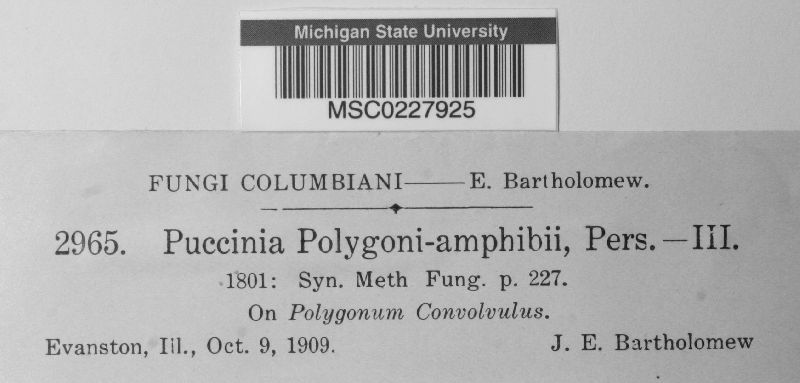 Michigan State University
MSC0227925
FUNGI COLUMBIANI—E. Bartholomew.
2965. Puccinia Polygoni-amphibii, Pers.—III.
1801: Syn. Meth Fung. p. 227.
On Polygonum Convolvulus.
Evanston, Ill., Oct. 9, 1909. J. E. Bartholomew